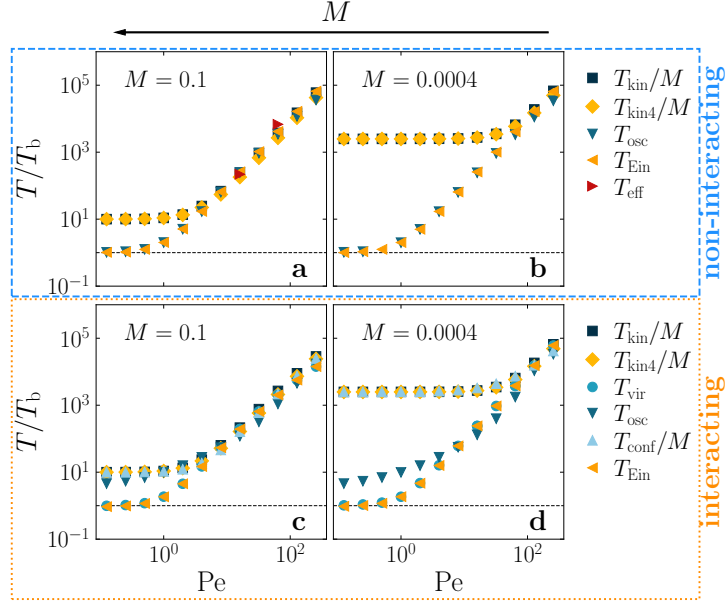 M
M = 0.1
M = 0.0004
T/T_b
10^5
10^3
10^1
10^−1
a
b
T_kin/M
T_kin4/M
T_osc
T_Ein
T_eff
non-interacting
M = 0.1
M = 0.0004
T/T_b
10^5
10^3
10^1
10^−1
c
d
T_kin/M
T_kin4/M
T_vir
T_osc
T_conf/M
T_Ein
interacting
10^0
10^2
10^0
10^2
Pe
Pe